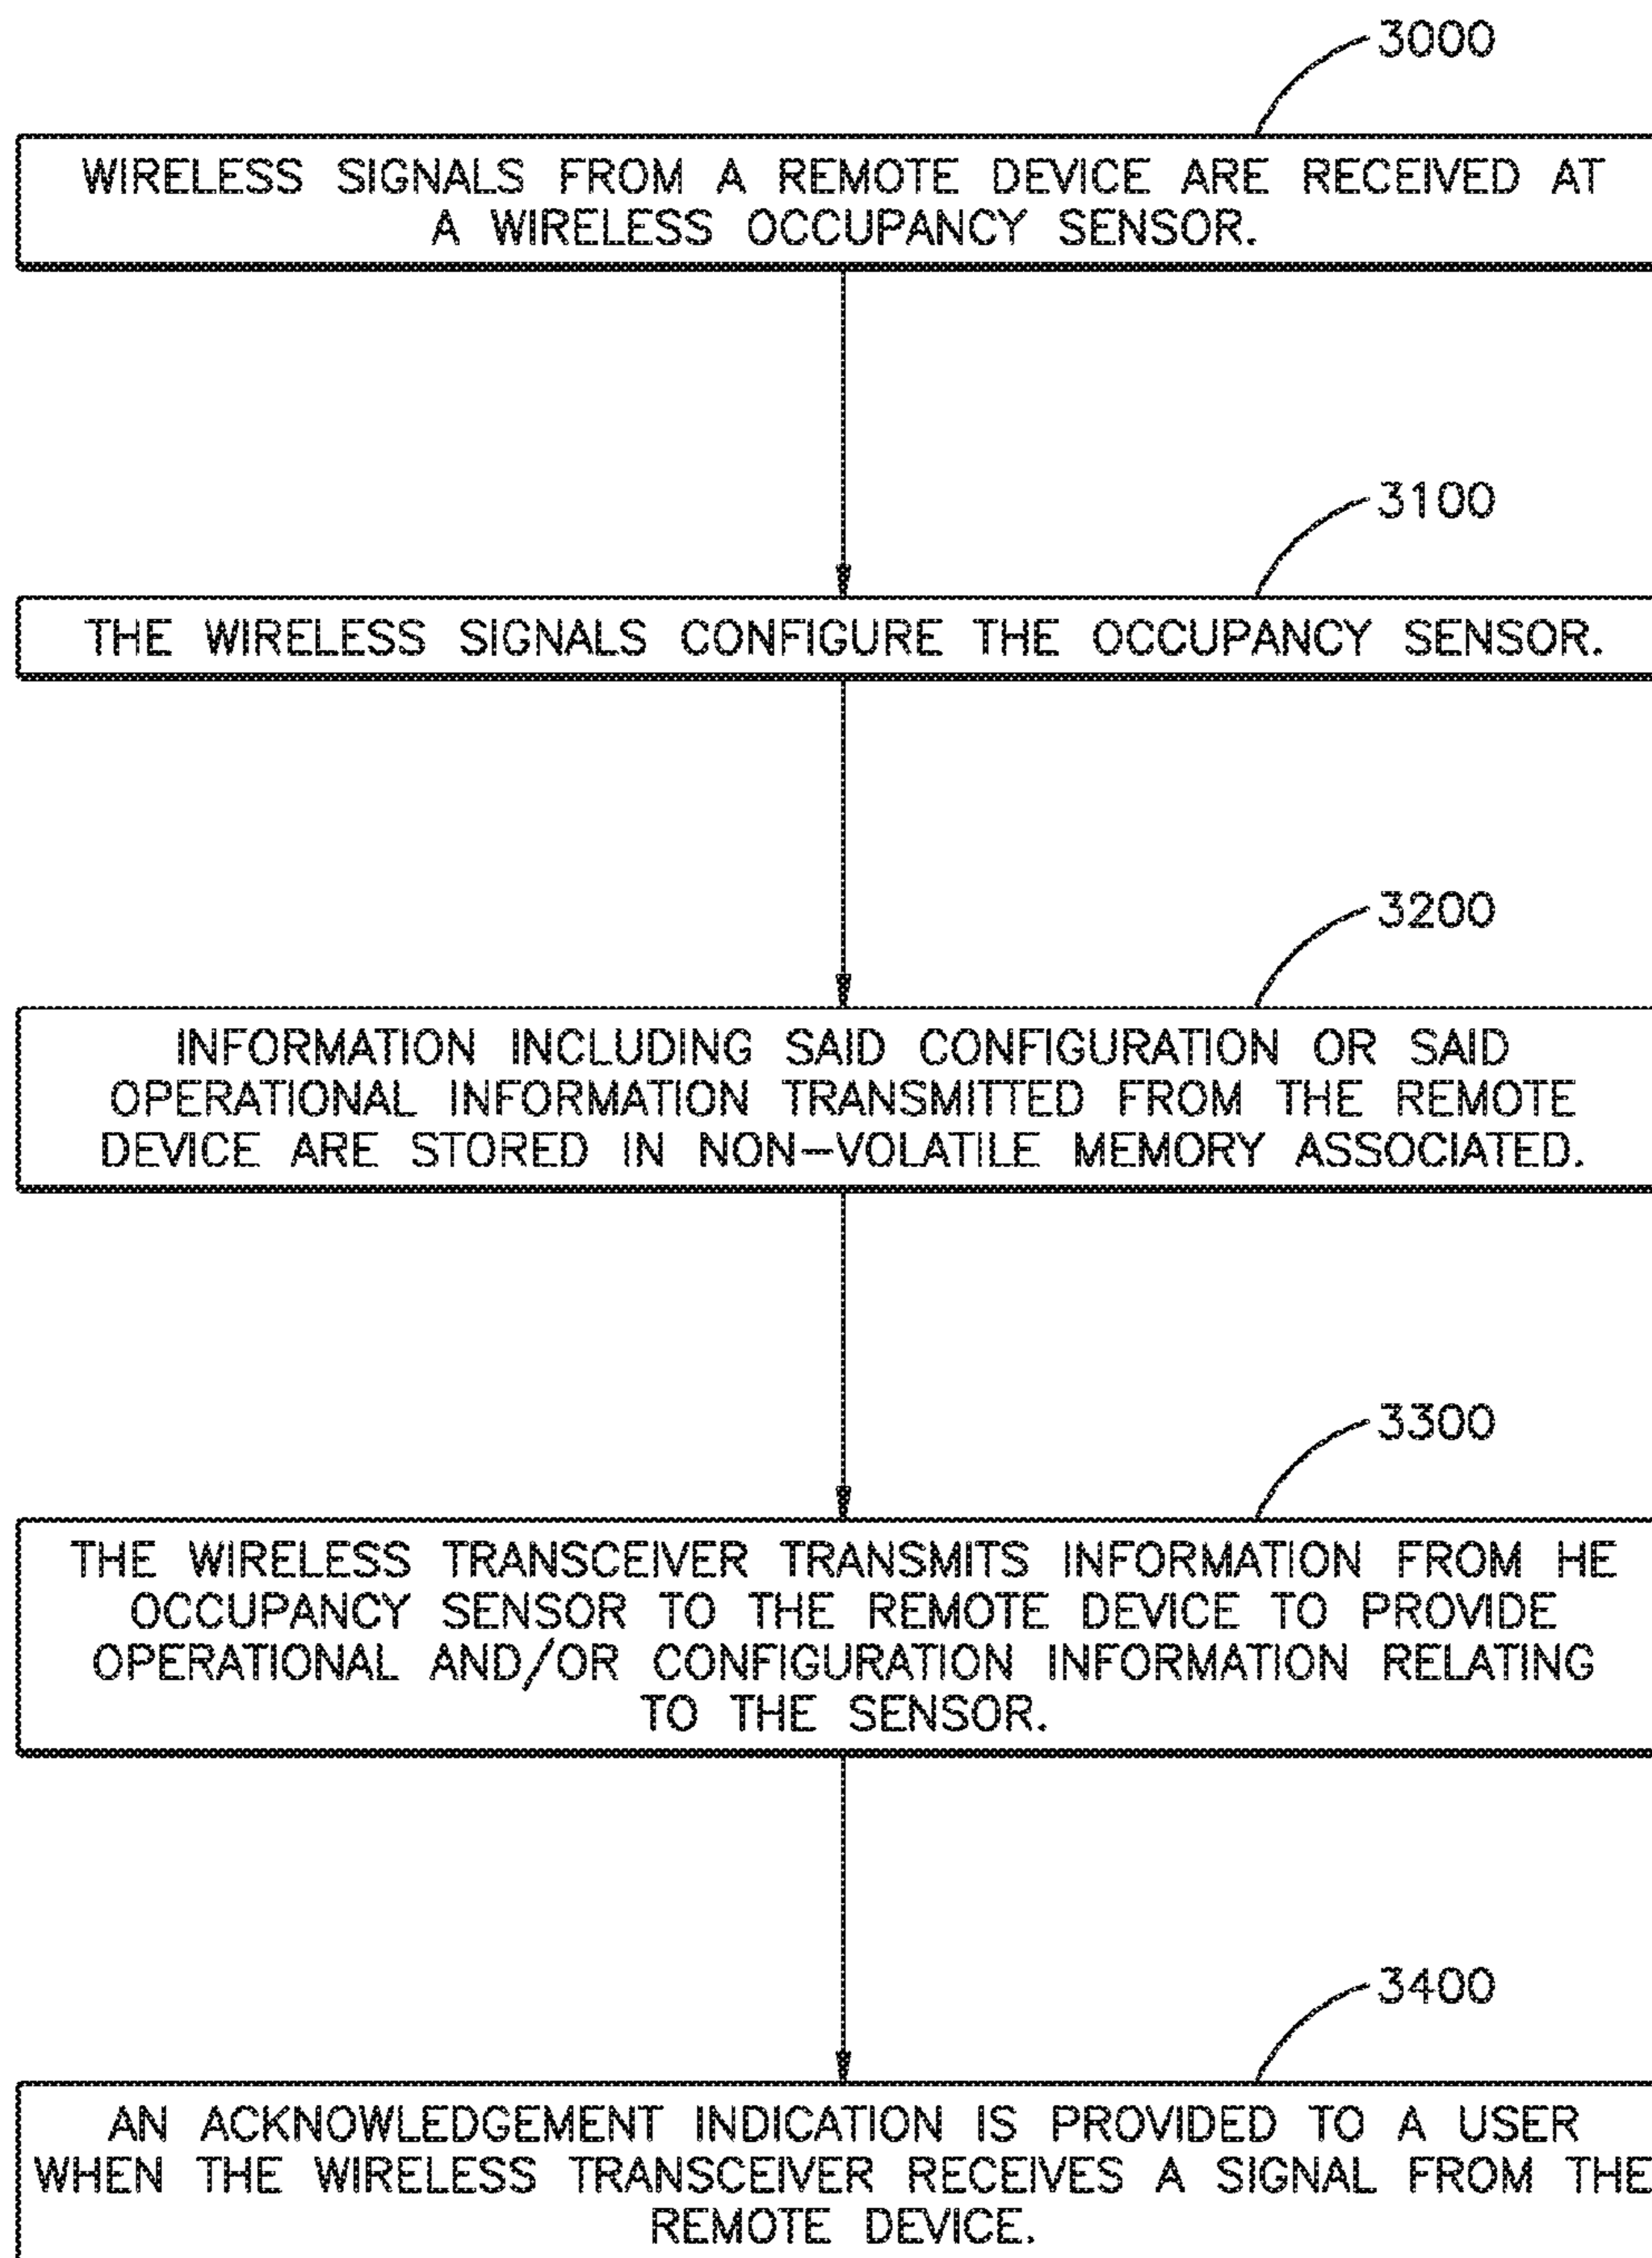 3000
WIRELESS SIGNALS FROM A REMOTE DEVICE ARE RECEIVED AT
A WIRELESS OCCUPANCY SENSOR.
3100
THE WIRELESS SIGNALS CONFIGURE THE OCCUPANCY SENSOR.
3200
INFORMATION INCLUDING SAID CONFIGURATION OR SAID
OPERATIONAL INFORMATION TRANSMITTED FROM THE REMOTE
DEVICE ARE STORED IN NON-VOLATILE MEMORY ASSOCIATED.
3300
THE WIRELESS TRANSCEIVER TRANSMITS INFORMATION FROM HE
OCCUPANCY SENSOR TO THE REMOTE DEVICE TO PROVIDE
OPERATIONAL AND/OR CONFIGURATION INFORMATION RELATING
TO THE SENSOR.
3400
AN ACKNOWLEDGEMENT INDICATION IS PROVIDED TO A USER
WHEN THE WIRELESS TRANSCEIVER RECEIVES A SIGNAL FROM THE
REMOTE DEVICE.